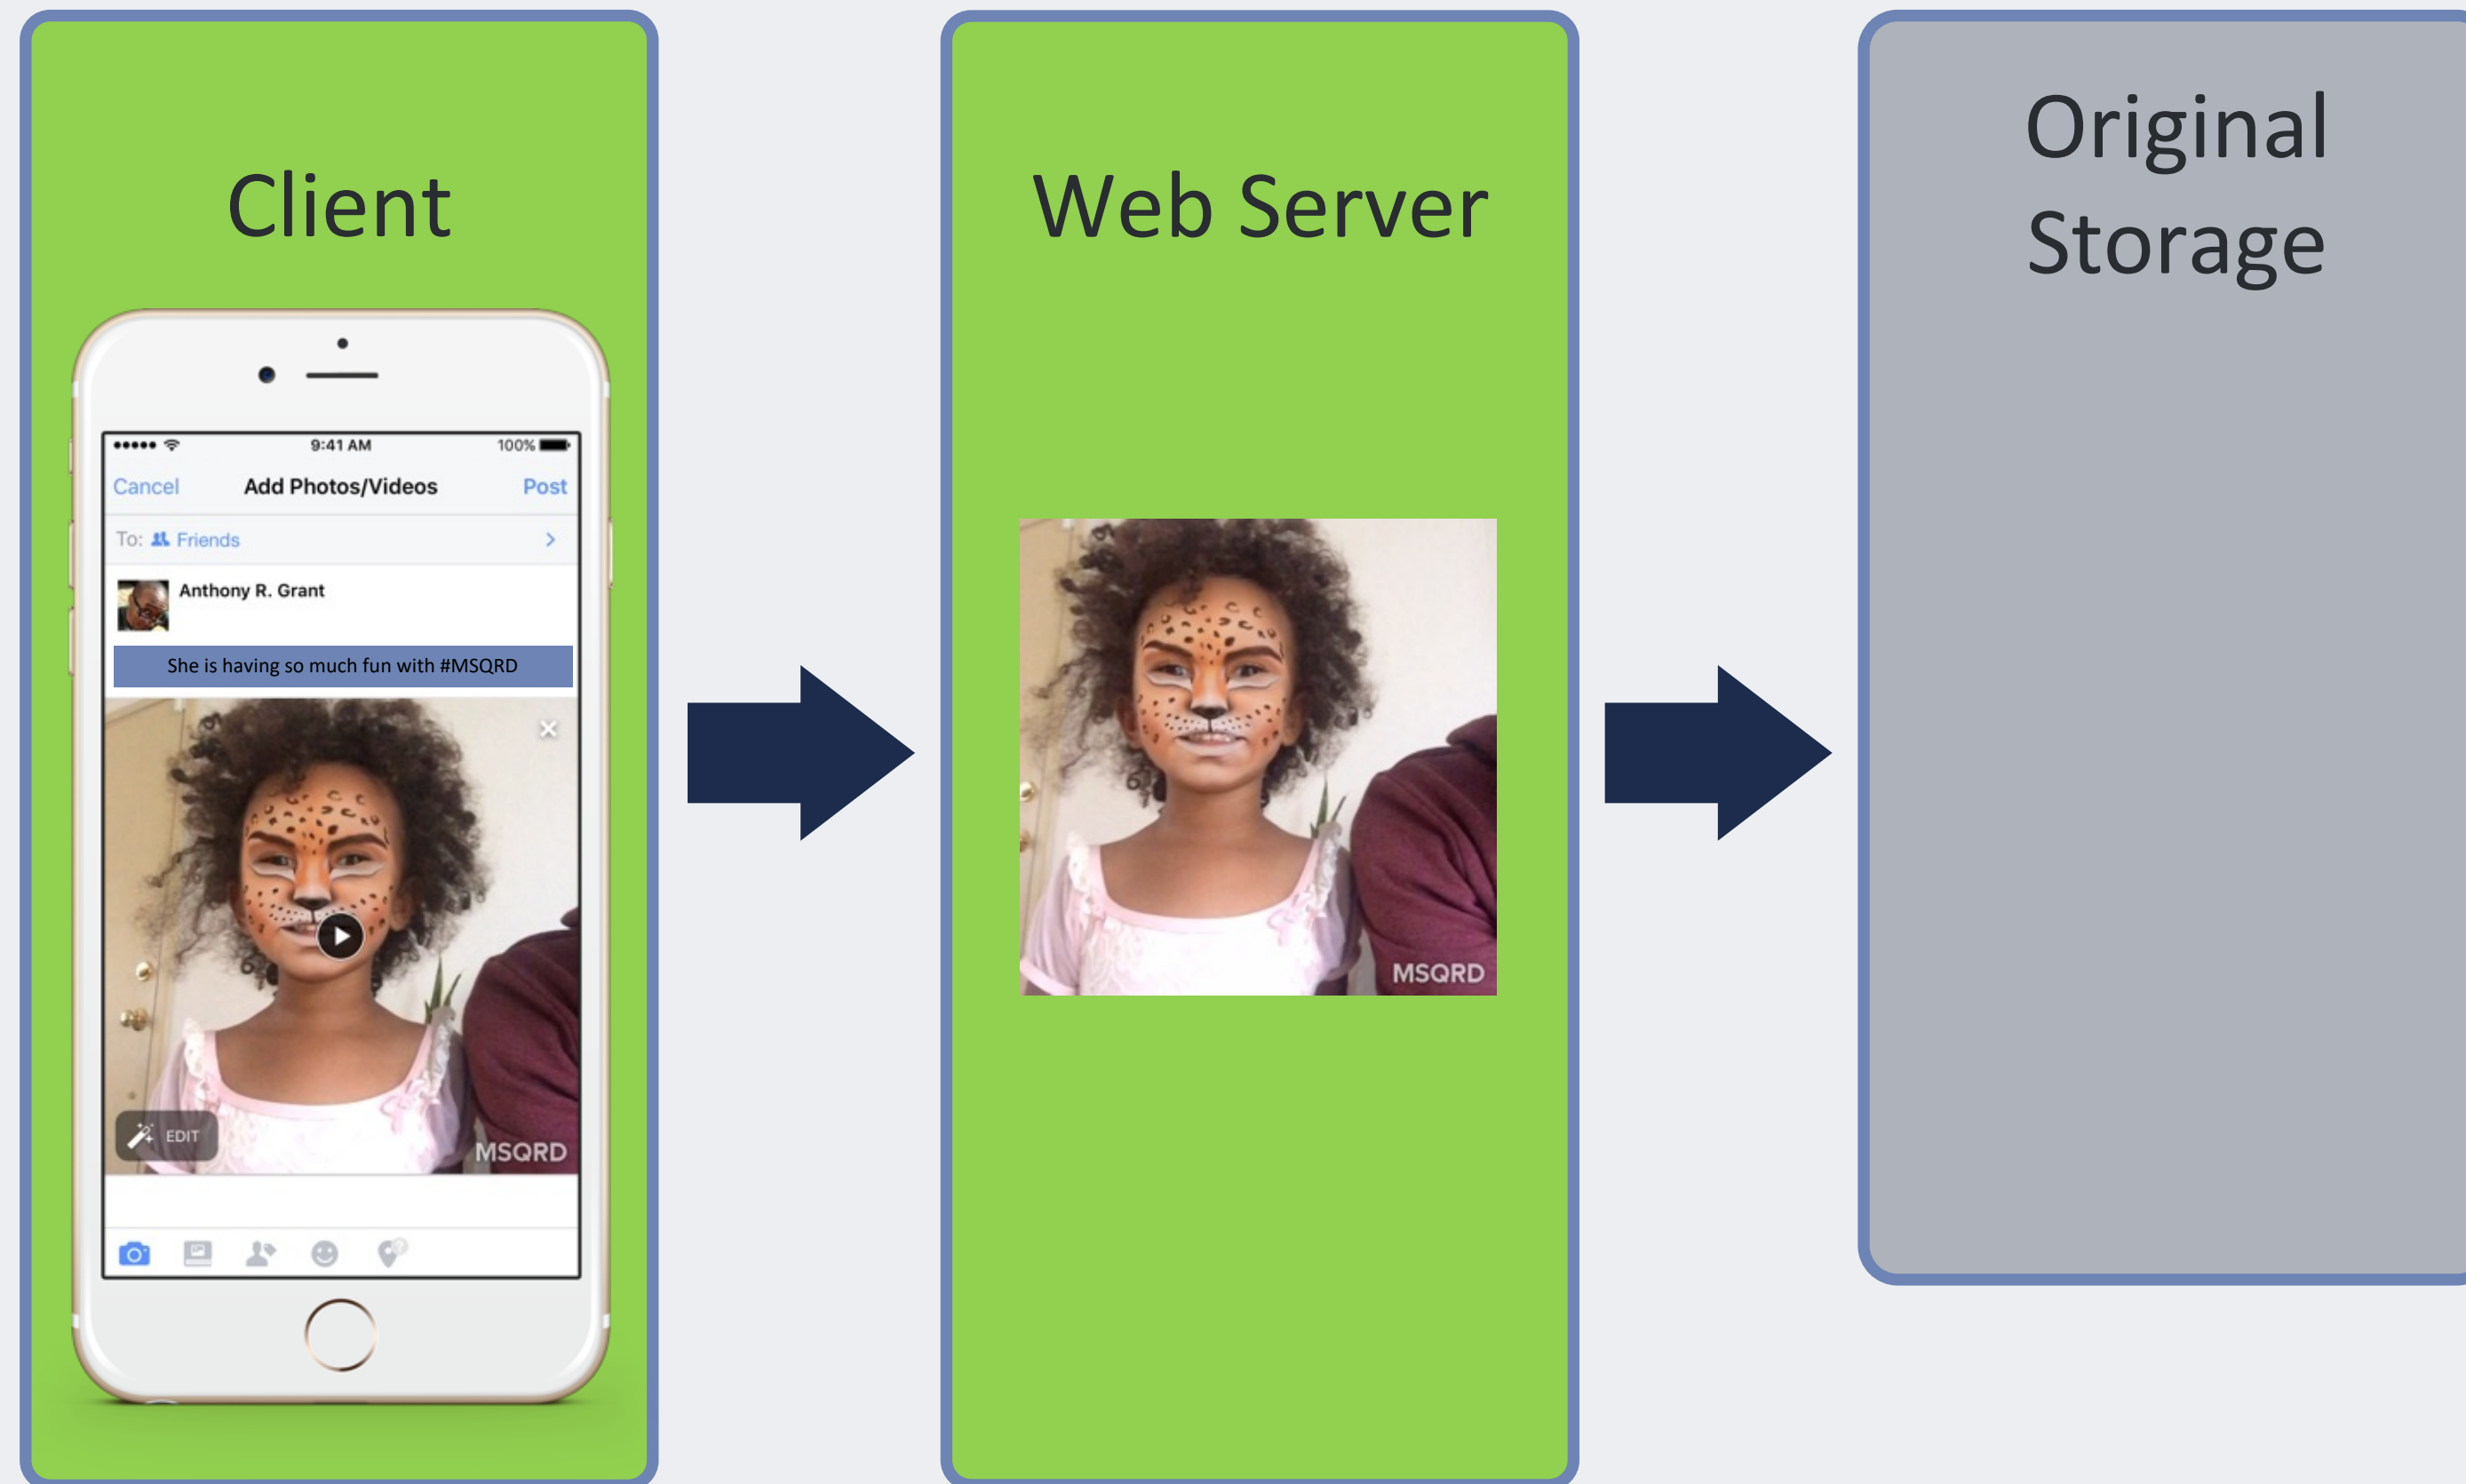 Client
9:41 AM
100%
Cancel
Add Photos/Videos
Post
To: Friends
Anthony R. Grant
She is having so much fun with #MSQRD
EDIT
MSQRD
Web Server
MSQRD
Original
Storage